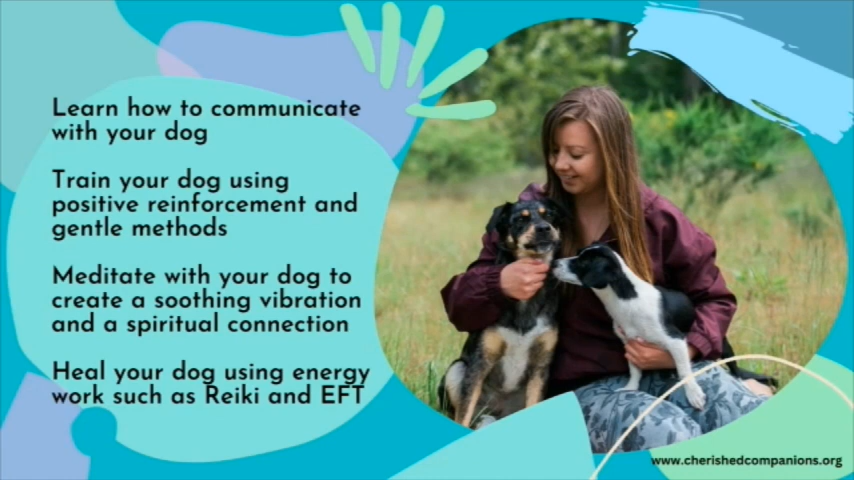 Learn how to communicate
with your dog
Train your dog using
positive reinforcement and
gentle methods
Meditate with your dog to
create a soothing vibration
and a spiritual connection
Heal your dog using energy
work such as Reiki and EFT
www.cherishedcompanions.org